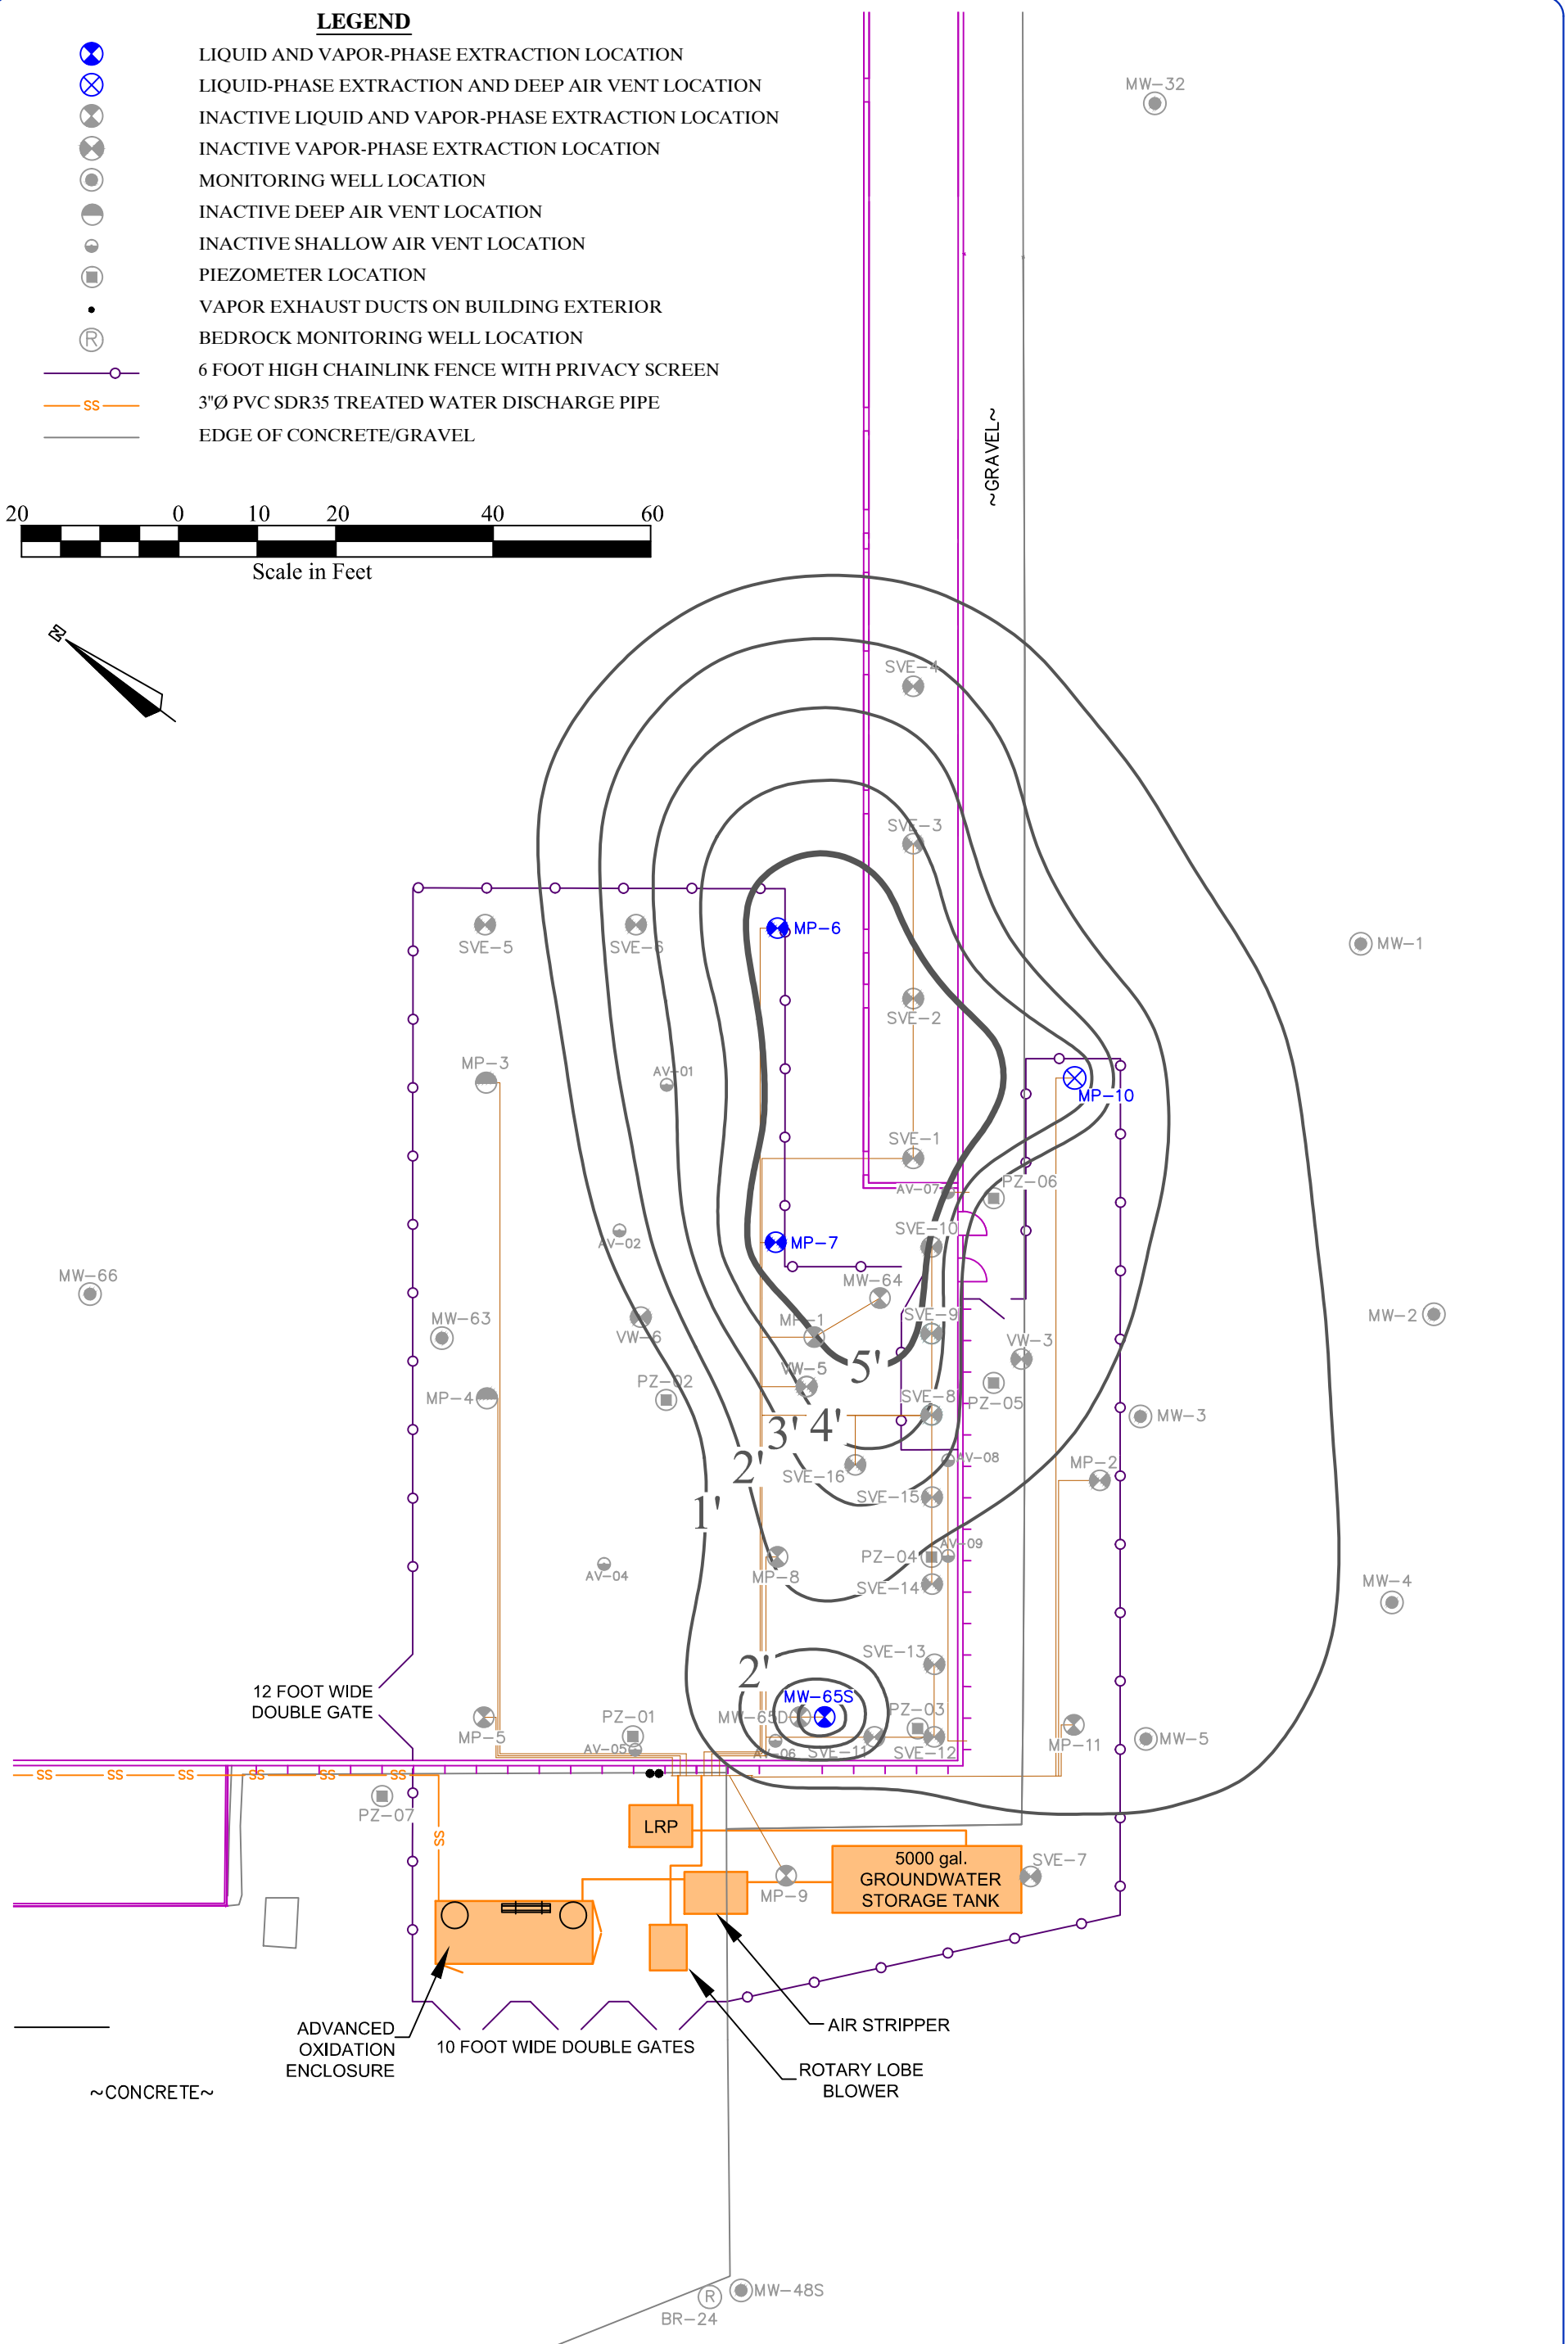 LEGEND
LIQUID AND VAPOR-PHASE EXTRACTION LOCATION
LIQUID-PHASE EXTRACTION AND DEEP AIR VENT LOCATION
INACTIVE LIQUID AND VAPOR-PHASE EXTRACTION LOCATION
INACTIVE VAPOR-PHASE EXTRACTION LOCATION
MONITORING WELL LOCATION
INACTIVE DEEP AIR VENT LOCATION
INACTIVE SHALLOW AIR VENT LOCATION
PIEZOMETER LOCATION
VAPOR EXHAUST DUCTS ON BUILDING EXTERIOR
R BEDROCK MONITORING WELL LOCATION
6 FOOT HIGH CHAINLINK FENCE WITH PRIVACY SCREEN
SS 3"Ø PVC SDR35 TREATED WATER DISCHARGE PIPE
EDGE OF CONCRETE/GRAVEL
20 0 10 20 40 60
Scale in Feet
N
MW-32
~GRAVEL~
SVE-4
SVE-3
SVE-5
SVE-6
MP-6
MW-1
SVE-2
MP-3
AV-01
MP-10
SVE-1
AV-07
PZ-06
AV-02
SVE-10
MP-7
MW-66
MW-64
MW-63
VW-6
MP-1
SVE-9
MW-2
VW-3
5'
VW-5
PZ-02
MP-4
SVE-8
PZ-05
MW-3
3'
4'
2'
SVE-16
AV-08
MP-2
1'
SVE-15
AV-09
PZ-04
AV-04
MP-8
SVE-14
MW-4
SVE-13
2'
12 FOOT WIDE
DOUBLE GATE
MW-65S
MW-65D
PZ-03
PZ-01
MP-5
AV-05
AV-06
SVE-11
SVE-12
MP-11
MW-5
SS SS SS SS SS SS
PZ-07
SS
LRP
5000 gal.
GROUNDWATER
STORAGE TANK
SVE-7
MP-9
ADVANCED
OXIDATION
ENCLOSURE
10 FOOT WIDE DOUBLE GATES
AIR STRIPPER
ROTARY LOBE
BLOWER
~CONCRETE~
MW-48S
R
BR-24